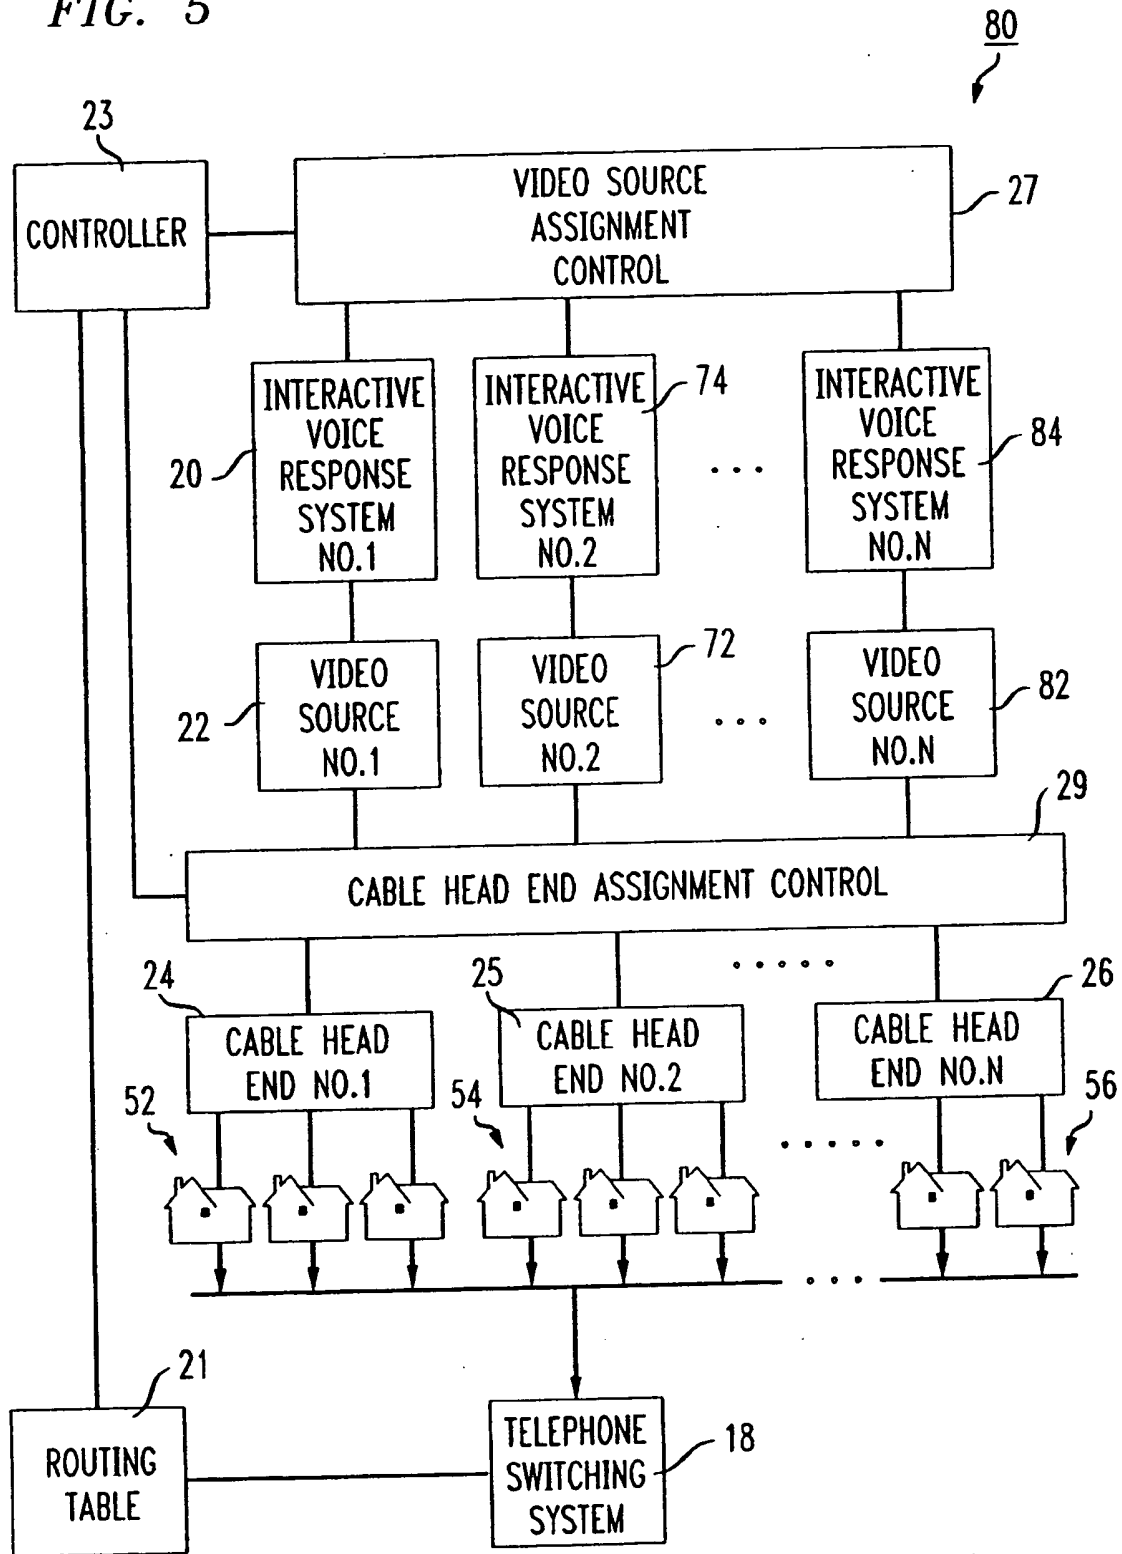 FIG. 5
80
23
CONTROLLER
VIDEO SOURCE
ASSIGNMENT
CONTROL
27
INTERACTIVE
VOICE
RESPONSE
SYSTEM
NO.1
20
INTERACTIVE
VOICE
RESPONSE
SYSTEM
NO.2
74
...
INTERACTIVE
VOICE
RESPONSE
SYSTEM
NO.N
84
VIDEO
SOURCE
NO.1
22
VIDEO
SOURCE
NO.2
72
...
VIDEO
SOURCE
NO.N
82
29
CABLE HEAD END ASSIGNMENT CONTROL
.....
24
CABLE HEAD
END NO.1
25
CABLE HEAD
END NO.2
26
CABLE HEAD
END NO.N
52
54
.....
56
....
21
ROUTING
TABLE
TELEPHONE
SWITCHING
SYSTEM
18